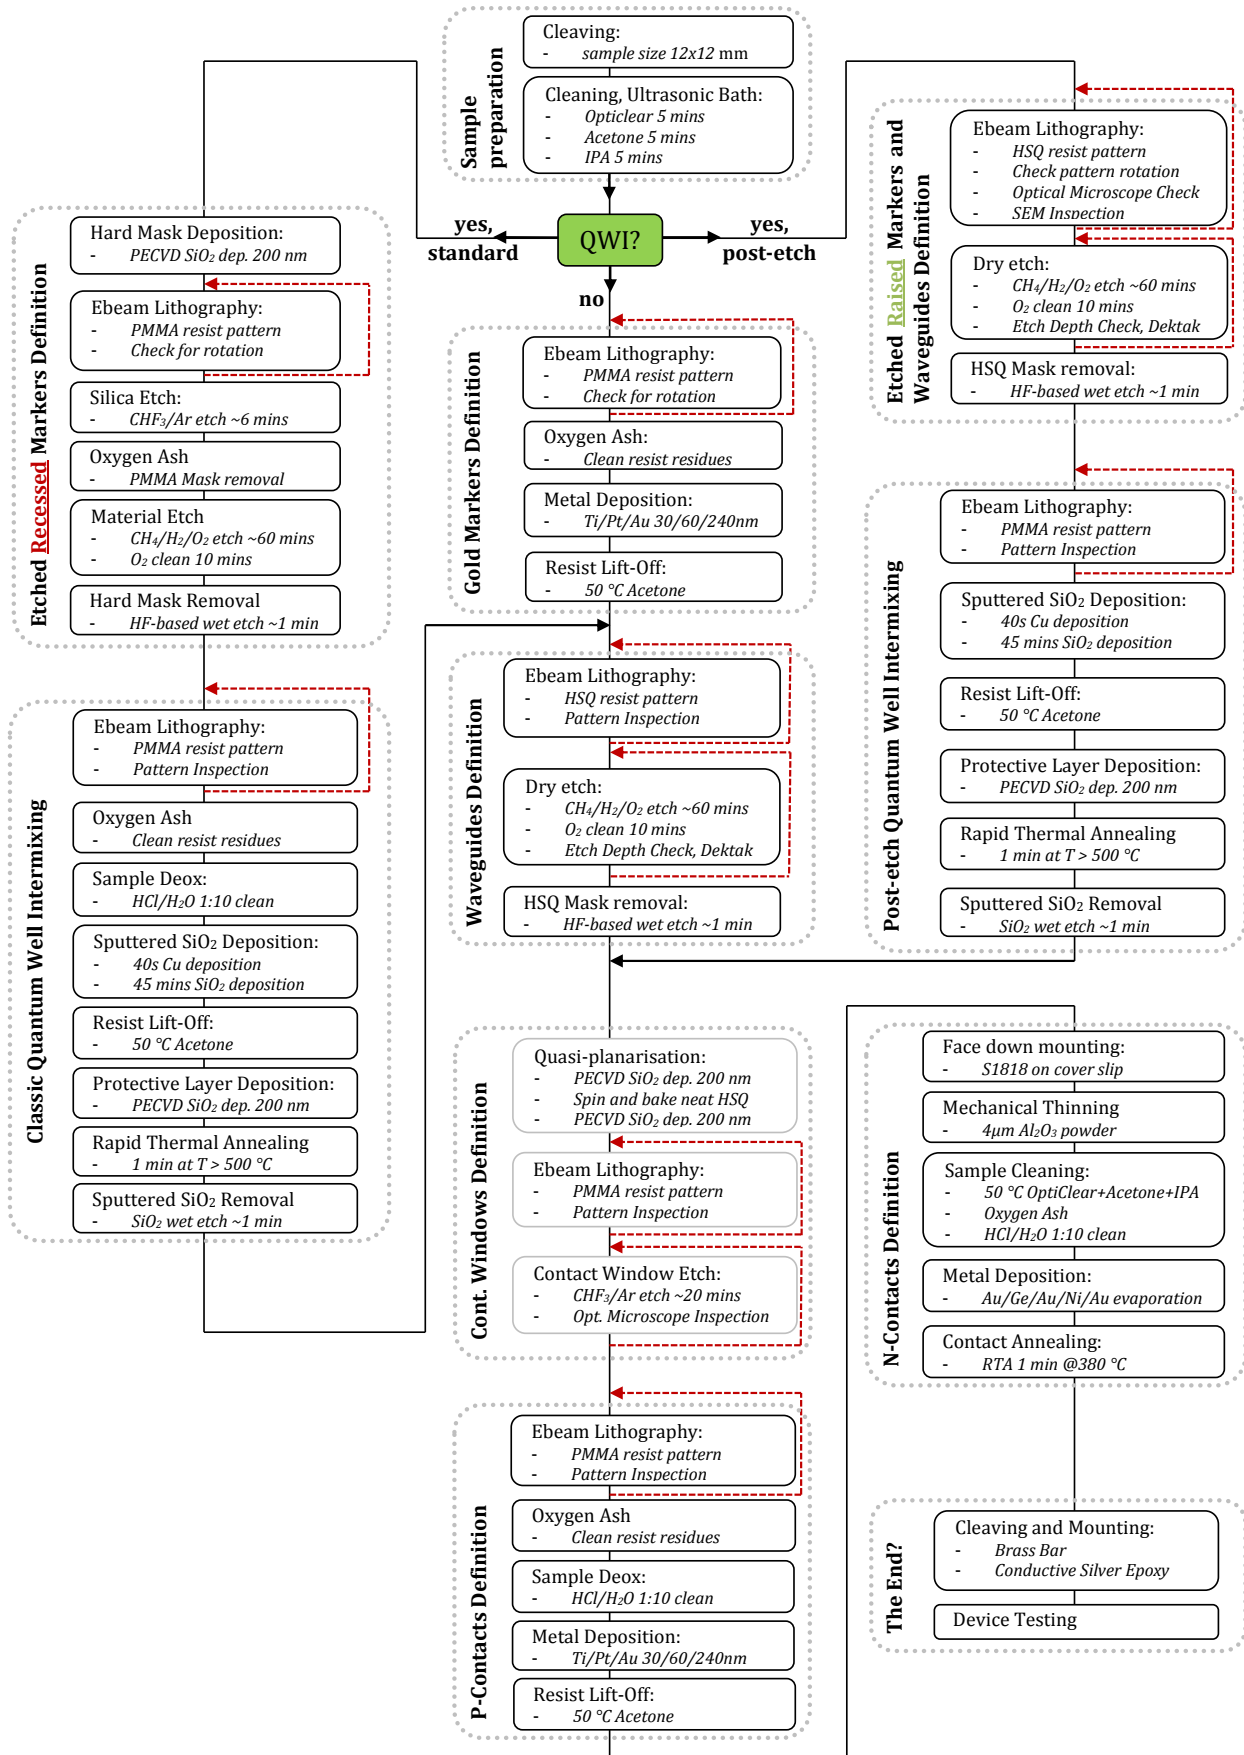 Sample
preparation
Cleaving:
- sample size 12x12 mm
Cleaning, Ultrasonic Bath:
- Opticlear 5 mins
- Acetone 5 mins
- IPA 5 mins
QWI?
yes,
standard
yes,
post-etch
no
Etched Recessed Markers Definition
Hard Mask Deposition:
- PECVD SiO₂ dep. 200 nm
Ebeam Lithography:
- PMMA resist pattern
- Check for rotation
Silica Etch:
- CHF₃/Ar etch ~6 mins
Oxygen Ash
- PMMA Mask removal
Material Etch
- CH₄/H₂/O₂ etch ~60 mins
- O₂ clean 10 mins
Hard Mask Removal
- HF-based wet etch ~1 min
Classic Quantum Well Intermixing
Ebeam Lithography:
- PMMA resist pattern
- Pattern Inspection
Oxygen Ash
- Clean resist residues
Sample Deox:
- HCl/H₂O 1:10 clean
Sputtered SiO₂ Deposition:
- 40s Cu deposition
- 45 mins SiO₂ deposition
Resist Lift-Off:
- 50 °C Acetone
Protective Layer Deposition:
- PECVD SiO₂ dep. 200 nm
Rapid Thermal Annealing
- 1 min at T > 500 °C
Sputtered SiO₂ Removal
- SiO₂ wet etch ~1 min
Gold Markers Definition
Ebeam Lithography:
- PMMA resist pattern
- Check for rotation
Oxygen Ash:
- Clean resist residues
Metal Deposition:
- Ti/Pt/Au 30/60/240nm
Resist Lift-Off:
- 50 °C Acetone
Waveguides Definition
Ebeam Lithography:
- HSQ resist pattern
- Pattern Inspection
Dry etch:
- CH₄/H₂/O₂ etch ~60 mins
- O₂ clean 10 mins
- Etch Depth Check, Dektak
HSQ Mask removal:
- HF-based wet etch ~1 min
Cont. Windows Definition
Quasi-planarisation:
- PECVD SiO₂ dep. 200 nm
- Spin and bake neat HSQ
- PECVD SiO₂ dep. 200 nm
Ebeam Lithography:
- PMMA resist pattern
- Pattern Inspection
Contact Window Etch:
- CHF₃/Ar etch ~20 mins
- Opt. Microscope Inspection
P-Contacts Definition
Ebeam Lithography:
- PMMA resist pattern
- Pattern Inspection
Oxygen Ash
- Clean resist residues
Sample Deox:
- HCl/H₂O 1:10 clean
Metal Deposition:
- Ti/Pt/Au 30/60/240nm
Resist Lift-Off:
- 50 °C Acetone
Etched Raised Markers and
Waveguides Definition
Ebeam Lithography:
- HSQ resist pattern
- Check pattern rotation
- Optical Microscope Check
- SEM Inspection
Dry etch:
- CH₄/H₂/O₂ etch ~60 mins
- O₂ clean 10 mins
- Etch Depth Check, Dektak
HSQ Mask removal:
- HF-based wet etch ~1 min
Post-etch Quantum Well Intermixing
Ebeam Lithography:
- PMMA resist pattern
- Pattern Inspection
Sputtered SiO₂ Deposition:
- 40s Cu deposition
- 45 mins SiO₂ deposition
Resist Lift-Off:
- 50 °C Acetone
Protective Layer Deposition:
- PECVD SiO₂ dep. 200 nm
Rapid Thermal Annealing
- 1 min at T > 500 °C
Sputtered SiO₂ Removal
- SiO₂ wet etch ~1 min
N-Contacts Definition
Face down mounting:
- S1818 on cover slip
Mechanical Thinning
- 4μm Al₂O₃ powder
Sample Cleaning:
- 50 °C OptiClear+Acetone+IPA
- Oxygen Ash
- HCl/H₂O 1:10 clean
Metal Deposition:
- Au/Ge/Au/Ni/Au evaporation
Contact Annealing:
- RTA 1 min @380 °C
The End?
Cleaving and Mounting:
- Brass Bar
- Conductive Silver Epoxy
Device Testing